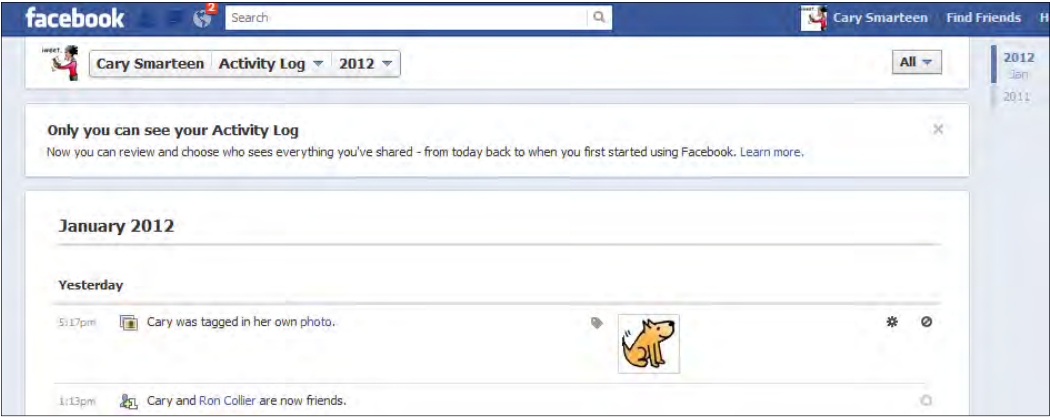 facebook 2 Search Cary Smarteen Find Friends H
Cary Smarteen Activity Log 2012 All
2012
Jan
2011
Only you can see your Activity Log
Now you can review and choose who sees everything you've shared - from today back to when you first started using Facebook. Learn more.
January 2012
Yesterday
5:17pm Cary was tagged in her own photo.
1:13pm Cary and Ron Collier are now friends.